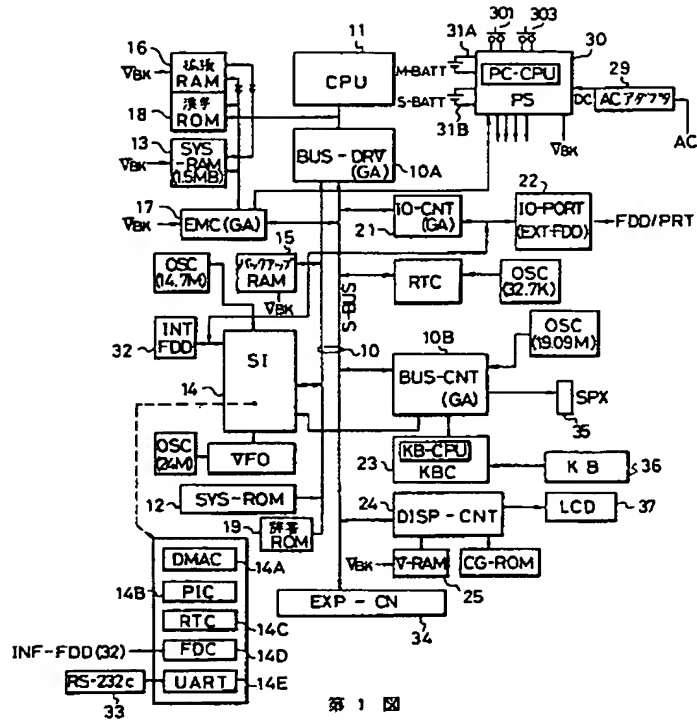 301 303
31A
30
16
11
拡張
RAM
VBK
CPU
M-BATT
PC-CPU
29
漢字
ROM
18
S-BATT
PS
DC
ACアダプタ
13
SYS
-RAM
(1.5MB)
VBK
31B
VBK
AC
BUS-DRV
(GA)
10A
22
17
VBK
EMC(GA)
IO-CNT
(GA)
21
IO-PORT
(EXT-FDD)
FDD/PRT
OSC
(14.7M)
15
バックアップ
RAM
VBK
S-BUS
RTC
OSC
(32.7K)
INT
FDD
32
SI
14
10
10B
OSC
(19.09M)
BUS-CNT
(GA)
SPX
35
OSC
(24M)
VFO
23
KB-CPU
KBC
KB
36
12
SYS-ROM
24
DISP-CNT
LCD
37
19
辞書
ROM
VBK
V-RAM
25
CG-ROM
DMAC
14A
14B
PIC
EXP-CN
34
RTC
14C
INF-FDD(32)
FDC
14D
RS-232c
33
UART
14E
第1図